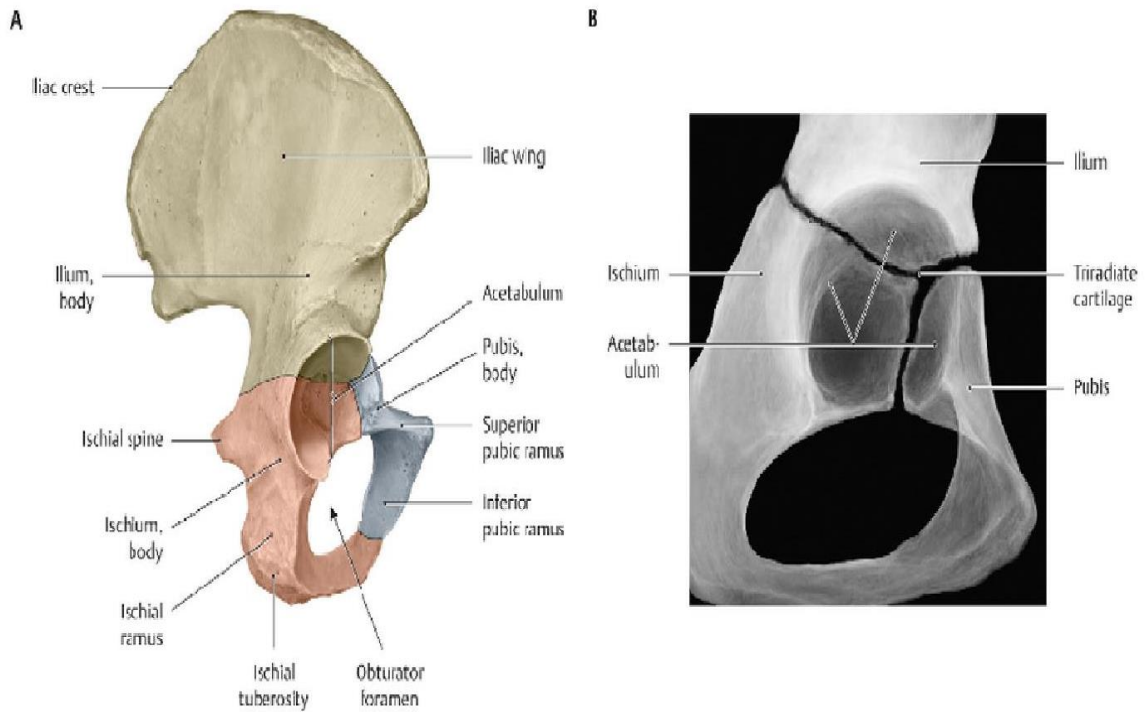 A
Iliac crest
Iliac wing
Ilium,
body
Acetabulum
Pubis,
body
Superior
pubic ramus
Ischial spine
Inferior
pubic ramus
Ischium,
body
Ischial
ramus
Ischial
tuberosity
Obturator
foramen
B
Ilium
Ischium
Triradiate
cartilage
Acetab-
ulum
Pubis